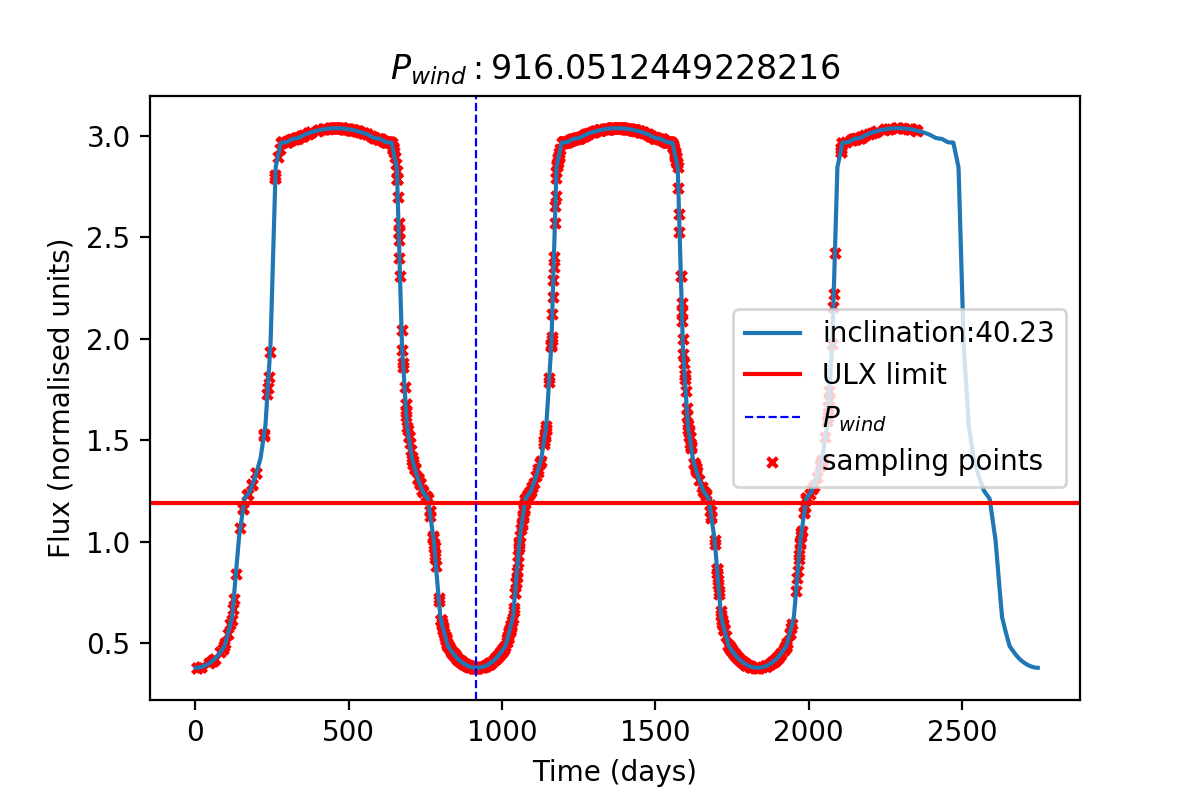 P_wind : 916.0512449228216
Flux (normalised units)
3.0
2.5
2.0
1.5
1.0
0.5
inclination:40.23
ULX limit
P_wind
sampling points
0 500 1000 1500 2000 2500
Time (days)